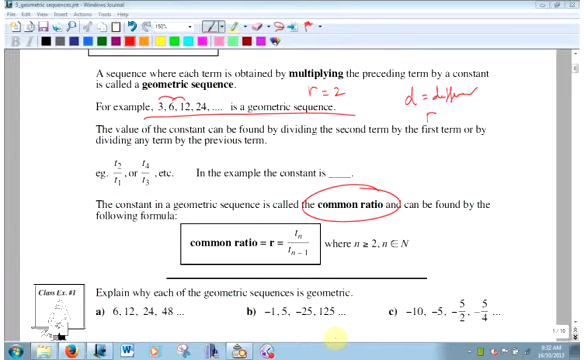 5_geometric sequences.jnt - Windows Journal
File Edit View Insert Actions Tools Help
150%
A sequence where each term is obtained by multiplying the preceding term by a constant
is called a geometric sequence.
r = 2
d = differen
For example, 3, 6, 12, 24, .... is a geometric sequence.
r
The value of the constant can be found by dividing the second term by the first term or by
dividing any term by the previous term.
eg. t2/t1, or t4/t3, etc. In the example the constant is ____.
The constant in a geometric sequence is called the common ratio and can be found by the
following formula:
common ratio = r = tn/tn − 1 where n ≥ 2, n ∈ N
Class Ex. #1
Explain why each of the geometric sequences is geometric.
a) 6, 12, 24, 48 ... b) −1, 5, −25, 125 ... c) −10, −5, −5/2, −5/4 ....
1 / 10
9:32 AM
16/10/2013